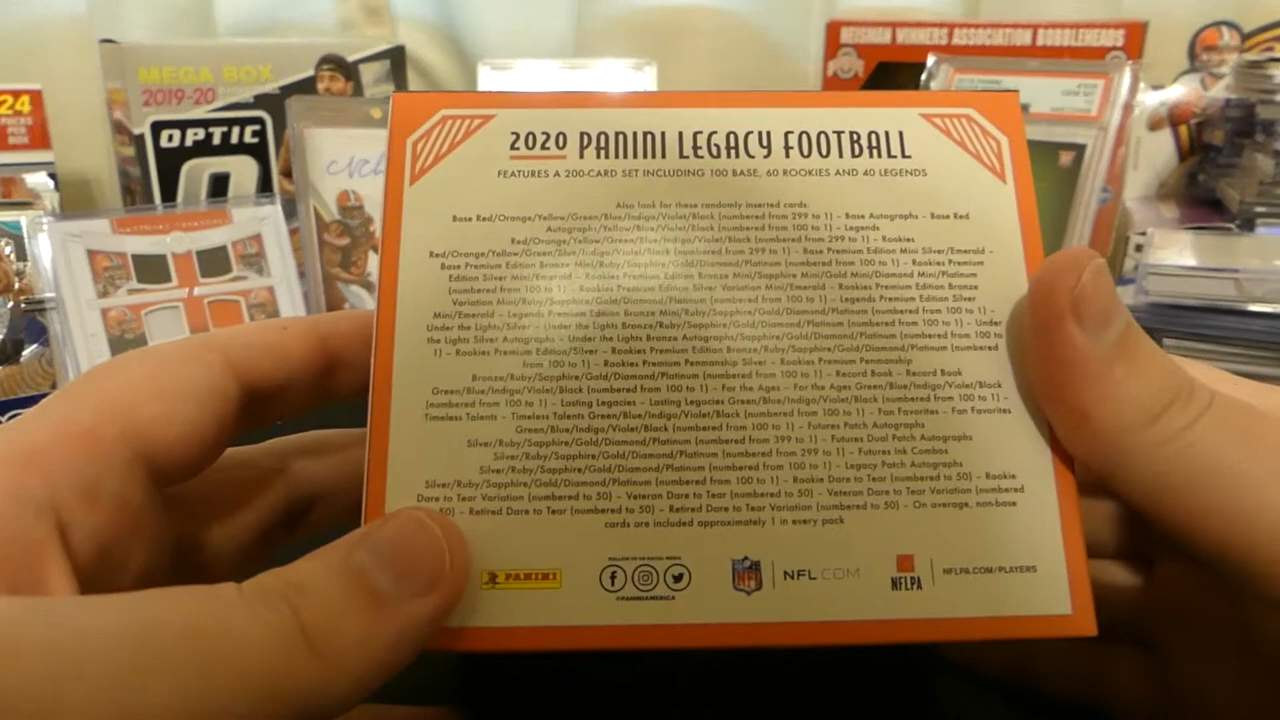 HEISMAN WINNERS ASSOCIATION BOBBLEHEADS
MEGA BOX
2019-20
OPTIC
24
PACKS
PER
BOX
2020 PANINI LEGACY FOOTBALL
FEATURES A 200-CARD SET INCLUDING 100 BASE, 60 ROOKIES AND 40 LEGENDS
Also look for these randomly inserted cards:
Base Red/Orange/Yellow/Green/Blue/Indigo/Violet/Black (numbered from 299 to 1) – Base Autographs – Base Red
Autographs/Yellow/Blue/Violet/Black (numbered from 100 to 1) – Legends
Red/Orange/Yellow/Green/Blue/Indigo/Violet/Black (numbered from 299 to 1) – Rookies
Red/Orange/Yellow/Green/Blue/Indigo/Violet/Black (numbered from 299 to 1) – Base Premium Edition Mini Silver/Emerald –
Base Premium Edition Bronze Mini/Ruby/Sapphire/Gold/Diamond/Platinum (numbered from 100 to 1) – Rookies Premium
Edition Silver Mini/Emerald – Rookies Premium Edition Bronze Mini/Sapphire Mini/Gold Mini/Diamond Mini/Platinum
(numbered from 100 to 1) – Rookies Premium Edition Silver Variation Mini/Emerald – Rookies Premium Edition Bronze
Variation Mini/Ruby/Sapphire/Gold/Diamond/Platinum (numbered from 100 to 1) – Legends Premium Edition Silver
Mini/Emerald – Legends Premium Edition Bronze Mini/Ruby/Sapphire/Gold/Diamond/Platinum (numbered from 100 to 1) –
Under the Lights/Silver – Under the Lights Bronze/Ruby/Sapphire/Gold/Diamond/Platinum (numbered from 100 to 1) – Under
the Lights Silver Autographs – Under the Lights Bronze Autographs/Sapphire/Gold/Diamond/Platinum (numbered from 100 to
1) – Rookies Premium Edition/Silver – Rookies Premium Edition Bronze/Ruby/Sapphire/Gold/Diamond/Platinum (numbered
from 100 to 1) – Rookies Premium Penmanship Silver – Rookies Premium Penmanship
Bronze/Ruby/Sapphire/Gold/Diamond/Platinum (numbered from 100 to 1) – Record Book – Record Book
Green/Blue/Indigo/Violet/Black (numbered from 100 to 1) – For the Ages – For the Ages Green/Blue/Indigo/Violet/Black
(numbered from 100 to 1) – Lasting Legacies – Lasting Legacies Green/Blue/Indigo/Violet/Black (numbered from 100 to 1) –
Timeless Talents – Timeless Talents Green/Blue/Indigo/Violet/Black (numbered from 100 to 1) – Fan Favorites – Fan Favorites
Green/Blue/Indigo/Violet/Black (numbered from 100 to 1) – Futures Patch Autographs
Silver/Ruby/Sapphire/Gold/Diamond/Platinum (numbered from 399 to 1) – Futures Dual Patch Autographs
Silver/Ruby/Sapphire/Gold/Diamond/Platinum (numbered from 299 to 1) – Futures Ink Combos
Silver/Ruby/Sapphire/Gold/Diamond/Platinum (numbered from 100 to 1) – Legacy Patch Autographs
Silver/Ruby/Sapphire/Gold/Diamond/Platinum (numbered from 100 to 1) – Rookie Dare to Tear (numbered to 50) – Rookie
Dare to Tear Variation (numbered to 50) – Veteran Dare to Tear (numbered to 50) – Veteran Dare to Tear Variation (numbered
50) – Retired Dare to Tear (numbered to 50) – Retired Dare to Tear Variation (numbered to 50) – On average, non-base
cards are included approximately 1 in every pack
PANINI
FOLLOW US ON SOCIAL MEDIA
@PANINIAMERICA
NFL
NFL.COM
NFLPA
NFLPA.COM/PLAYERS